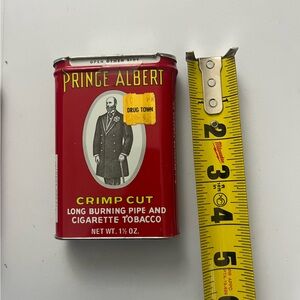 OPEN OTHER SIDE
PRINCE ALBERT
DRUG TOWN
CRIMP CUT
LONG BURNING PIPE AND
CIGARETTE TOBACCO
NET WT. 1½ OZ.
2
3
4
5
Milwaukee